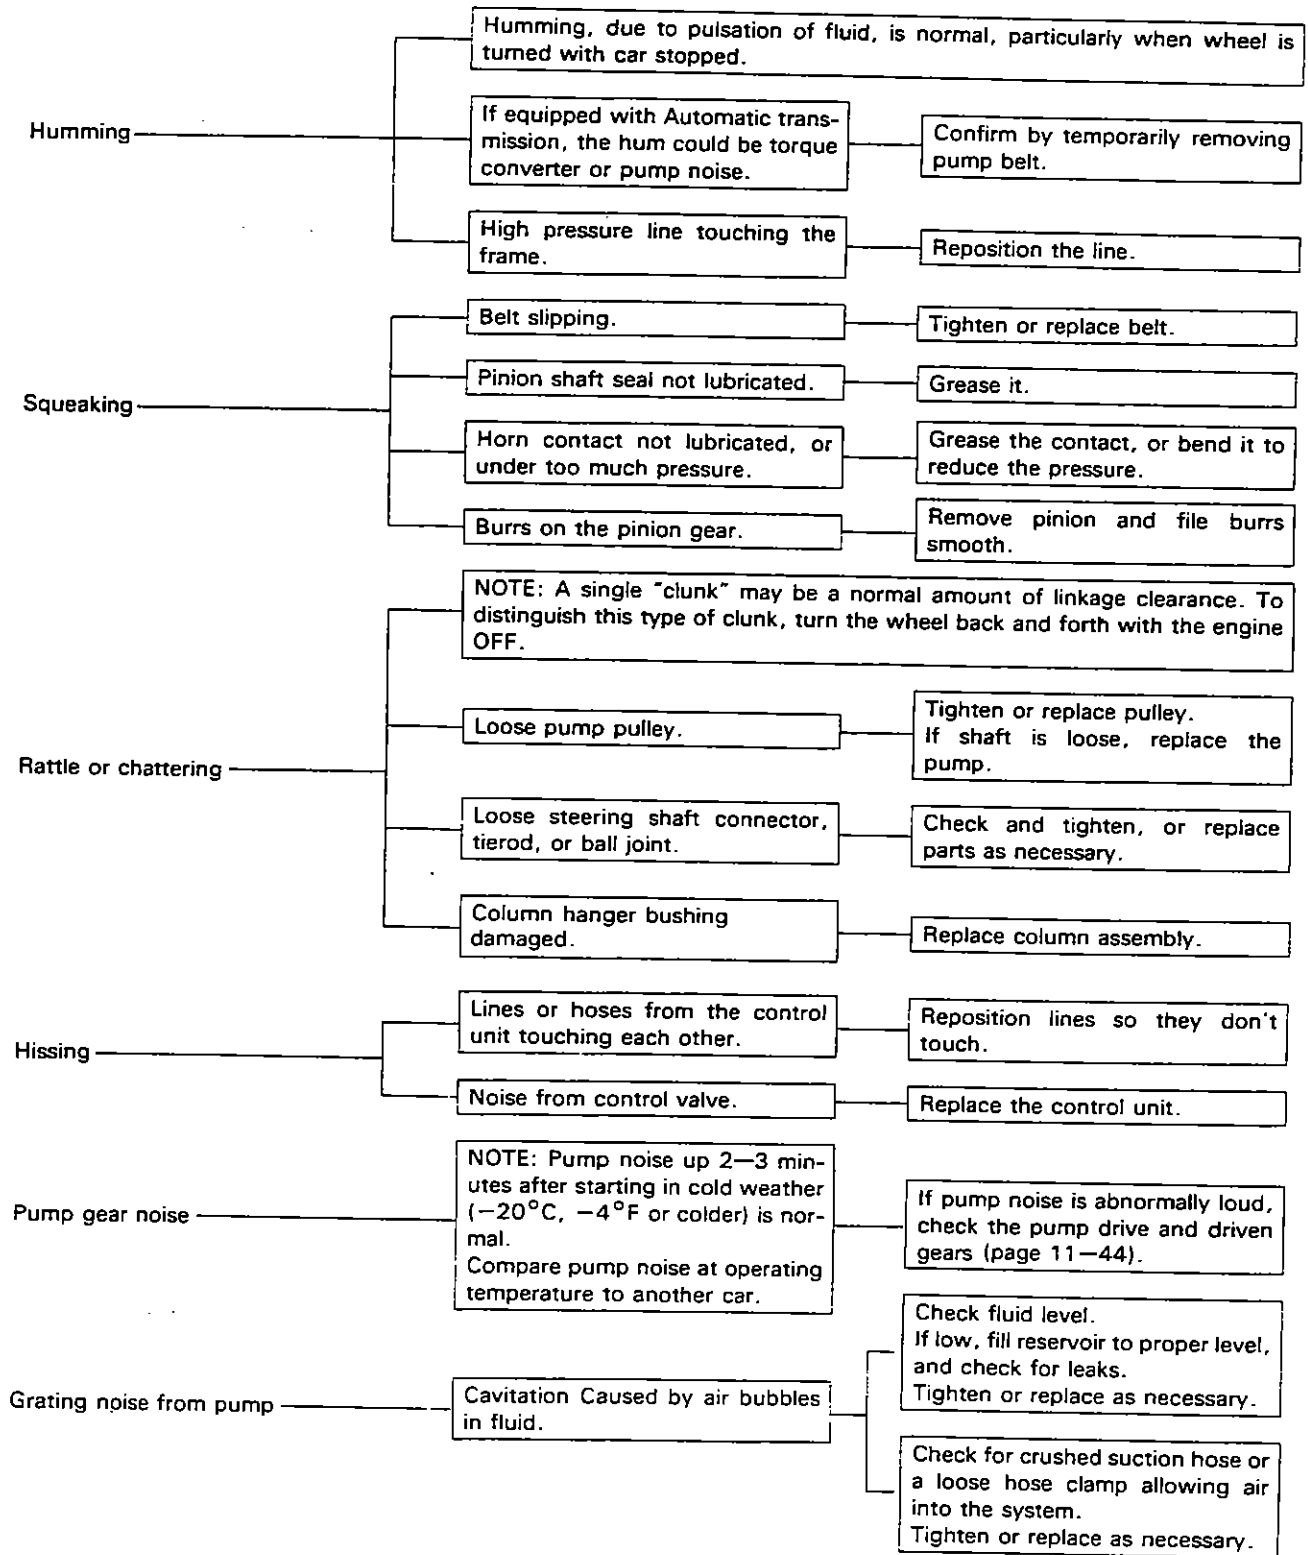 Humming
Humming, due to pulsation of fluid, is normal, particularly when wheel is
turned with car stopped.
If equipped with Automatic trans-
mission, the hum could be torque
converter or pump noise.
Confirm by temporarily removing
pump belt.
High pressure line touching the
frame.
Reposition the line.
Squeaking
Belt slipping.
Tighten or replace belt.
Pinion shaft seal not lubricated.
Grease it.
Horn contact not lubricated, or
under too much pressure.
Grease the contact, or bend it to
reduce the pressure.
Burrs on the pinion gear.
Remove pinion and file burrs
smooth.
Rattle or chattering
NOTE: A single "clunk" may be a normal amount of linkage clearance. To
distinguish this type of clunk, turn the wheel back and forth with the engine
OFF.
Loose pump pulley.
Tighten or replace pulley.
If shaft is loose, replace the
pump.
Loose steering shaft connector,
tierod, or ball joint.
Check and tighten, or replace
parts as necessary.
Column hanger bushing
damaged.
Replace column assembly.
Hissing
Lines or hoses from the control
unit touching each other.
Reposition lines so they don't
touch.
Noise from control valve.
Replace the control unit.
Pump gear noise
NOTE: Pump noise up 2—3 min-
utes after starting in cold weather
(−20°C, −4°F or colder) is nor-
mal.
Compare pump noise at operating
temperature to another car.
If pump noise is abnormally loud,
check the pump drive and driven
gears (page 11—44).
Grating noise from pump
Cavitation Caused by air bubbles
in fluid.
Check fluid level.
If low, fill reservoir to proper level,
and check for leaks.
Tighten or replace as necessary.
Check for crushed suction hose or
a loose hose clamp allowing air
into the system.
Tighten or replace as necessary.